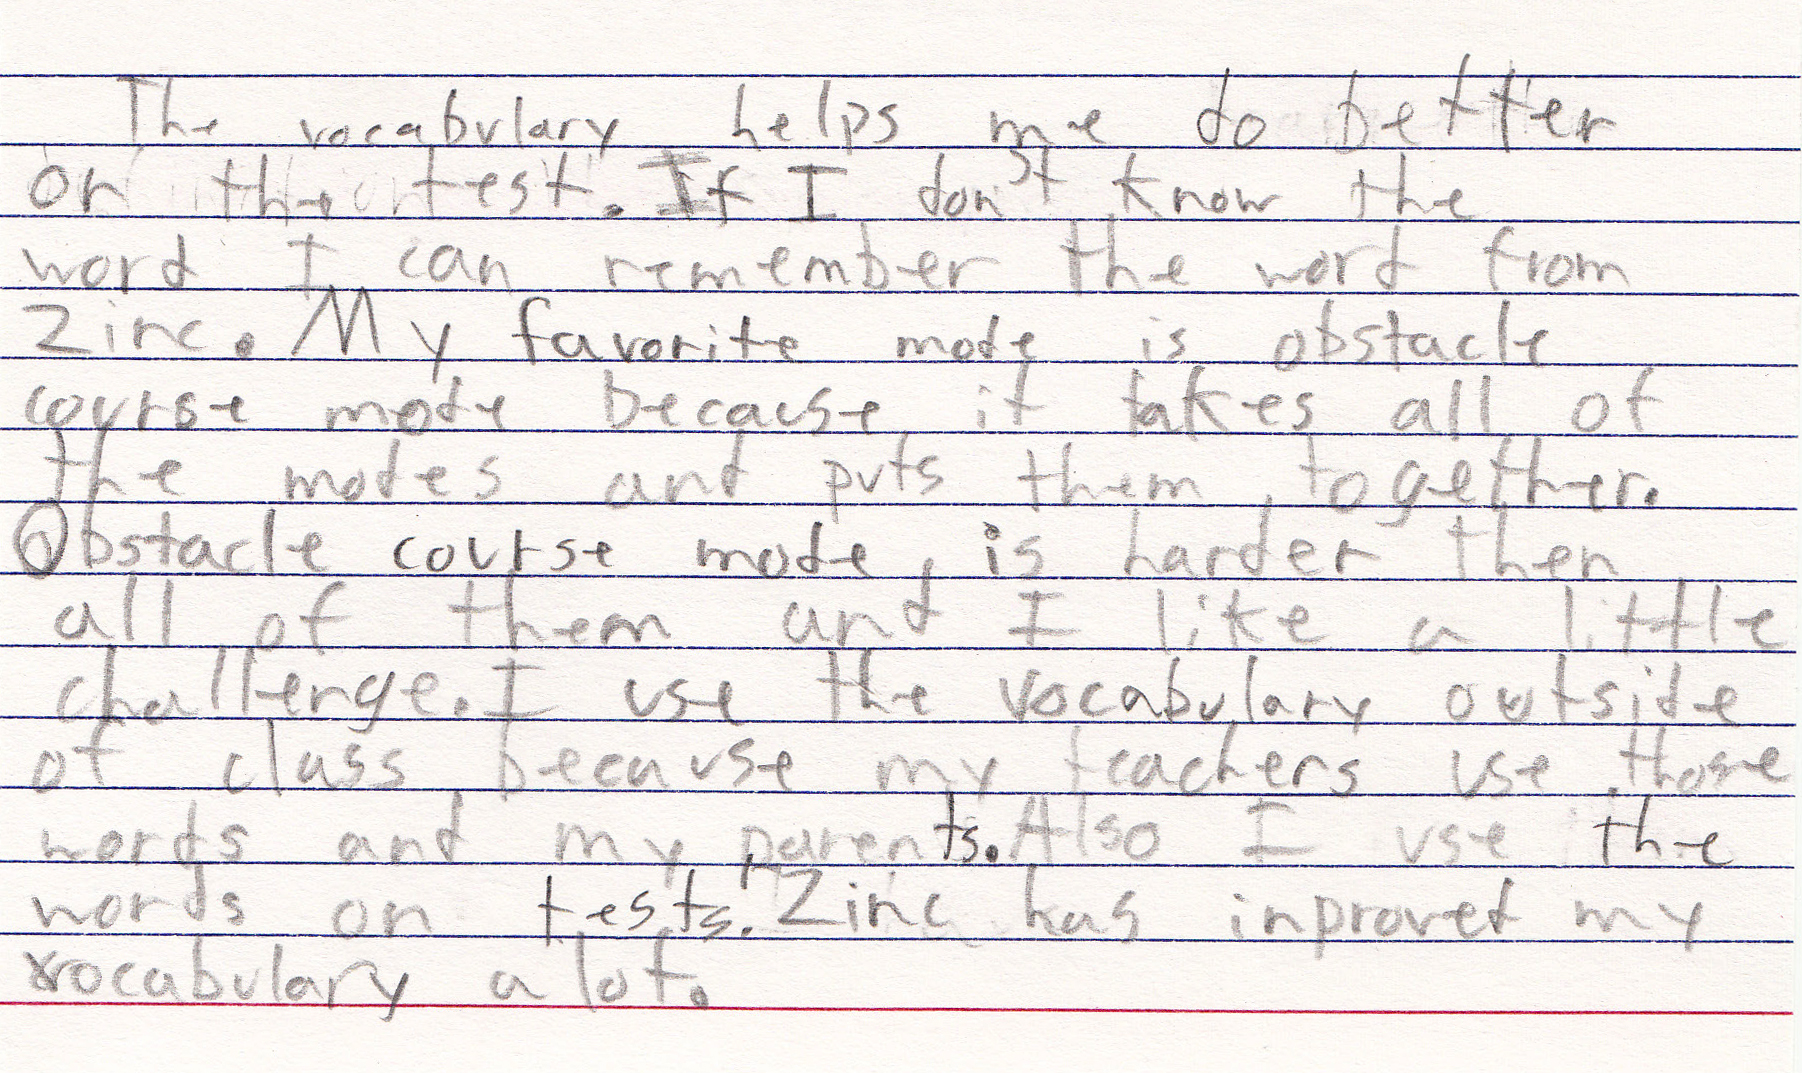 The vocabulary helps me do better
on the test. If I don't know the
word I can remember the word from
Zinc. My favorite mode is obstacle
course mode because it takes all of
the modes and puts them together.
Obstacle course mode, is harder then
all of them and I like a little
challenge. I use the vocabulary outside
of class because my teachers use those
words and my parents. Also I use the
words on tests. Zinc has inproved my
vocabulary a lot.